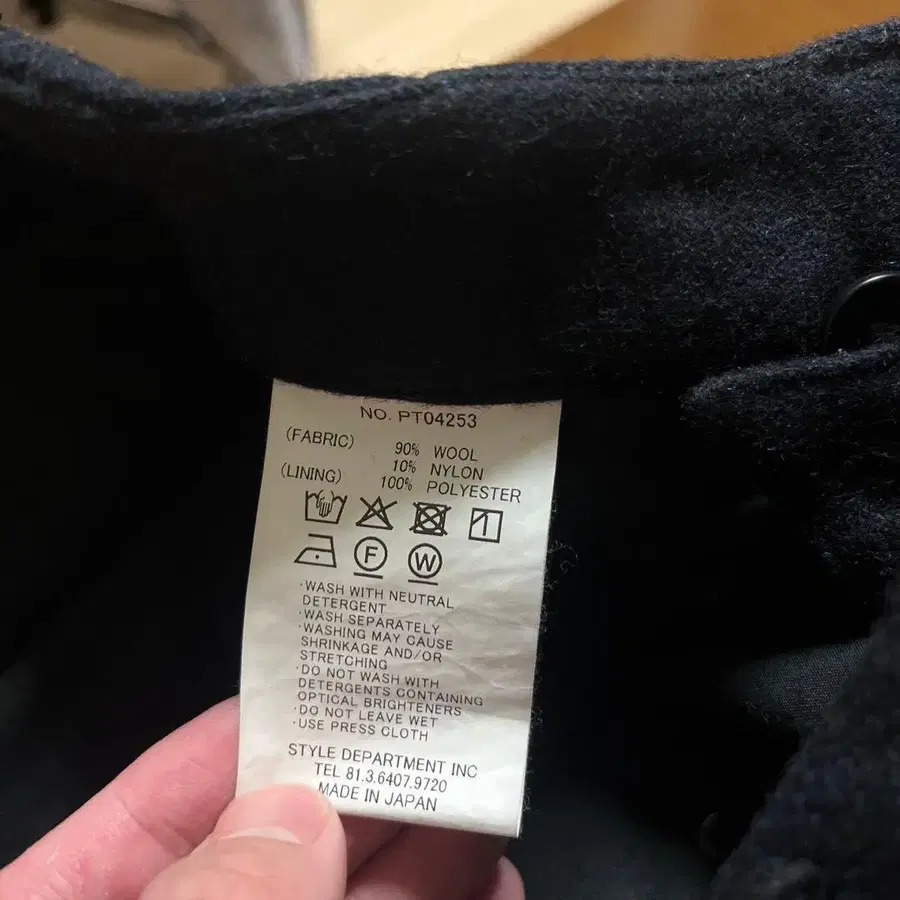 NO. PT04253
(FABRIC) 90% WOOL
10% NYLON
(LINING) 100% POLYESTER
F W
·WASH WITH NEUTRAL
DETERGENT
·WASH SEPARATELY
·WASHING MAY CAUSE
SHRINKAGE AND/OR
STRETCHING
·DO NOT WASH WITH
DETERGENTS CONTAINING
OPTICAL BRIGHTENERS
·DO NOT LEAVE WET
·USE PRESS CLOTH
STYLE DEPARTMENT INC
TEL 81.3.6407.9720
MADE IN JAPAN